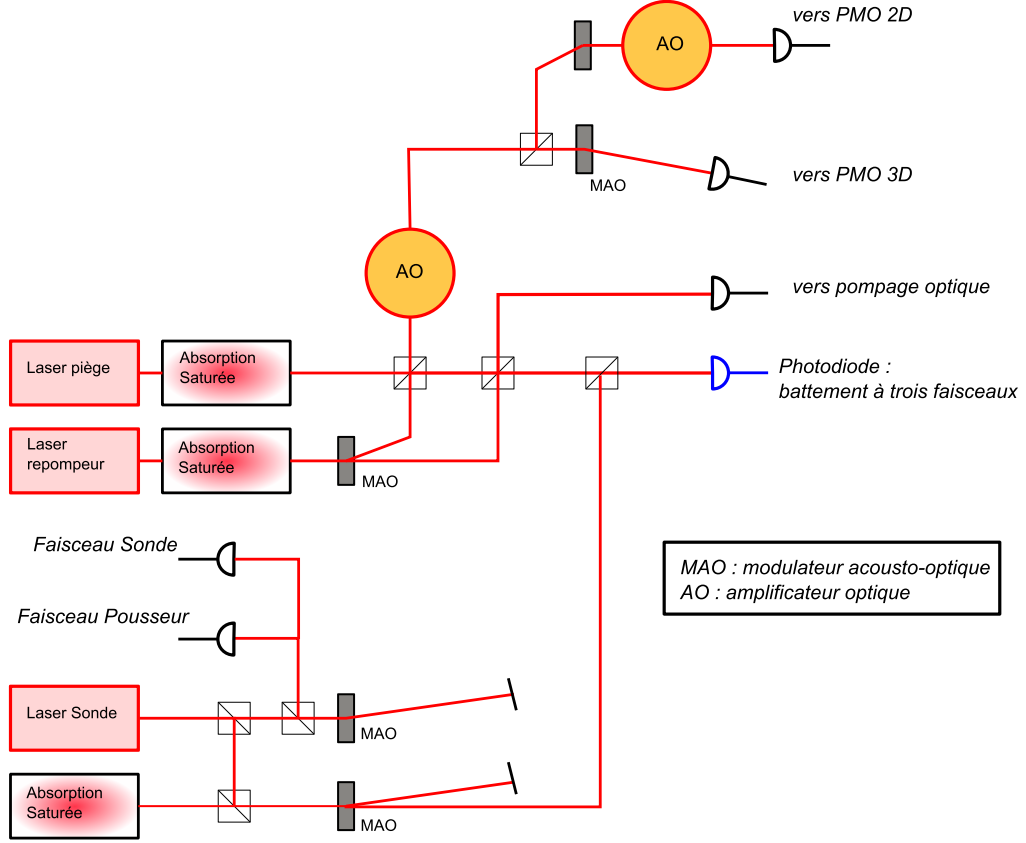 vers PMO 2D
AO
MAO
vers PMO 3D
AO
vers pompage optique
Laser piège
Absorption
Saturée
Photodiode :
battement à trois faisceaux
Laser
repompeur
Absorption
Saturée
MAO
Faisceau Sonde
MAO : modulateur acousto-optique
AO : amplificateur optique
Faisceau Pousseur
Laser Sonde
MAO
Absorption
Saturée
MAO